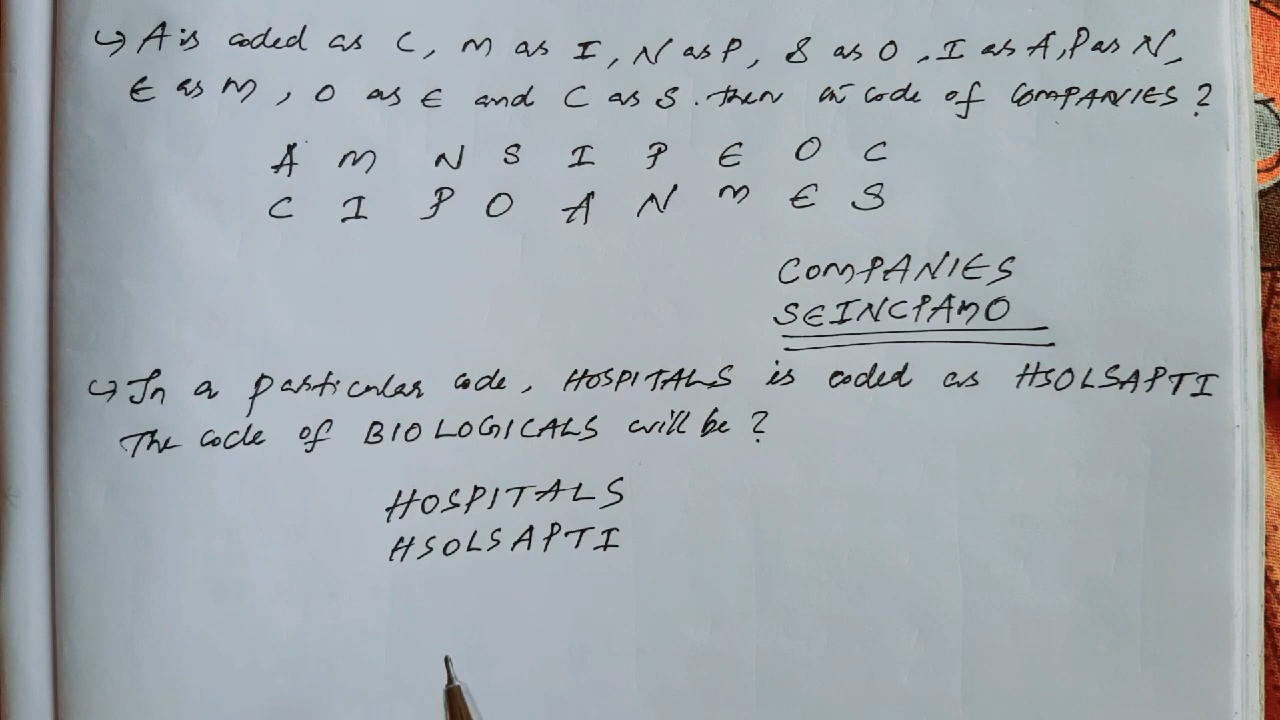 ↪ A is coded as C, M as I, N as P, S as O, I as A, P as N,
E as M, O as E and C as S. then code of COMPANIES ?
A M N S I P E O C
C I P O A N M E S
COMPANIES
SEINCPAMO
↪ In a particular code, HOSPITALS is coded as HSOLSAPTI
The code of BIOLOGICALS will be ?
HOSPITALS
HSOLSAPTI